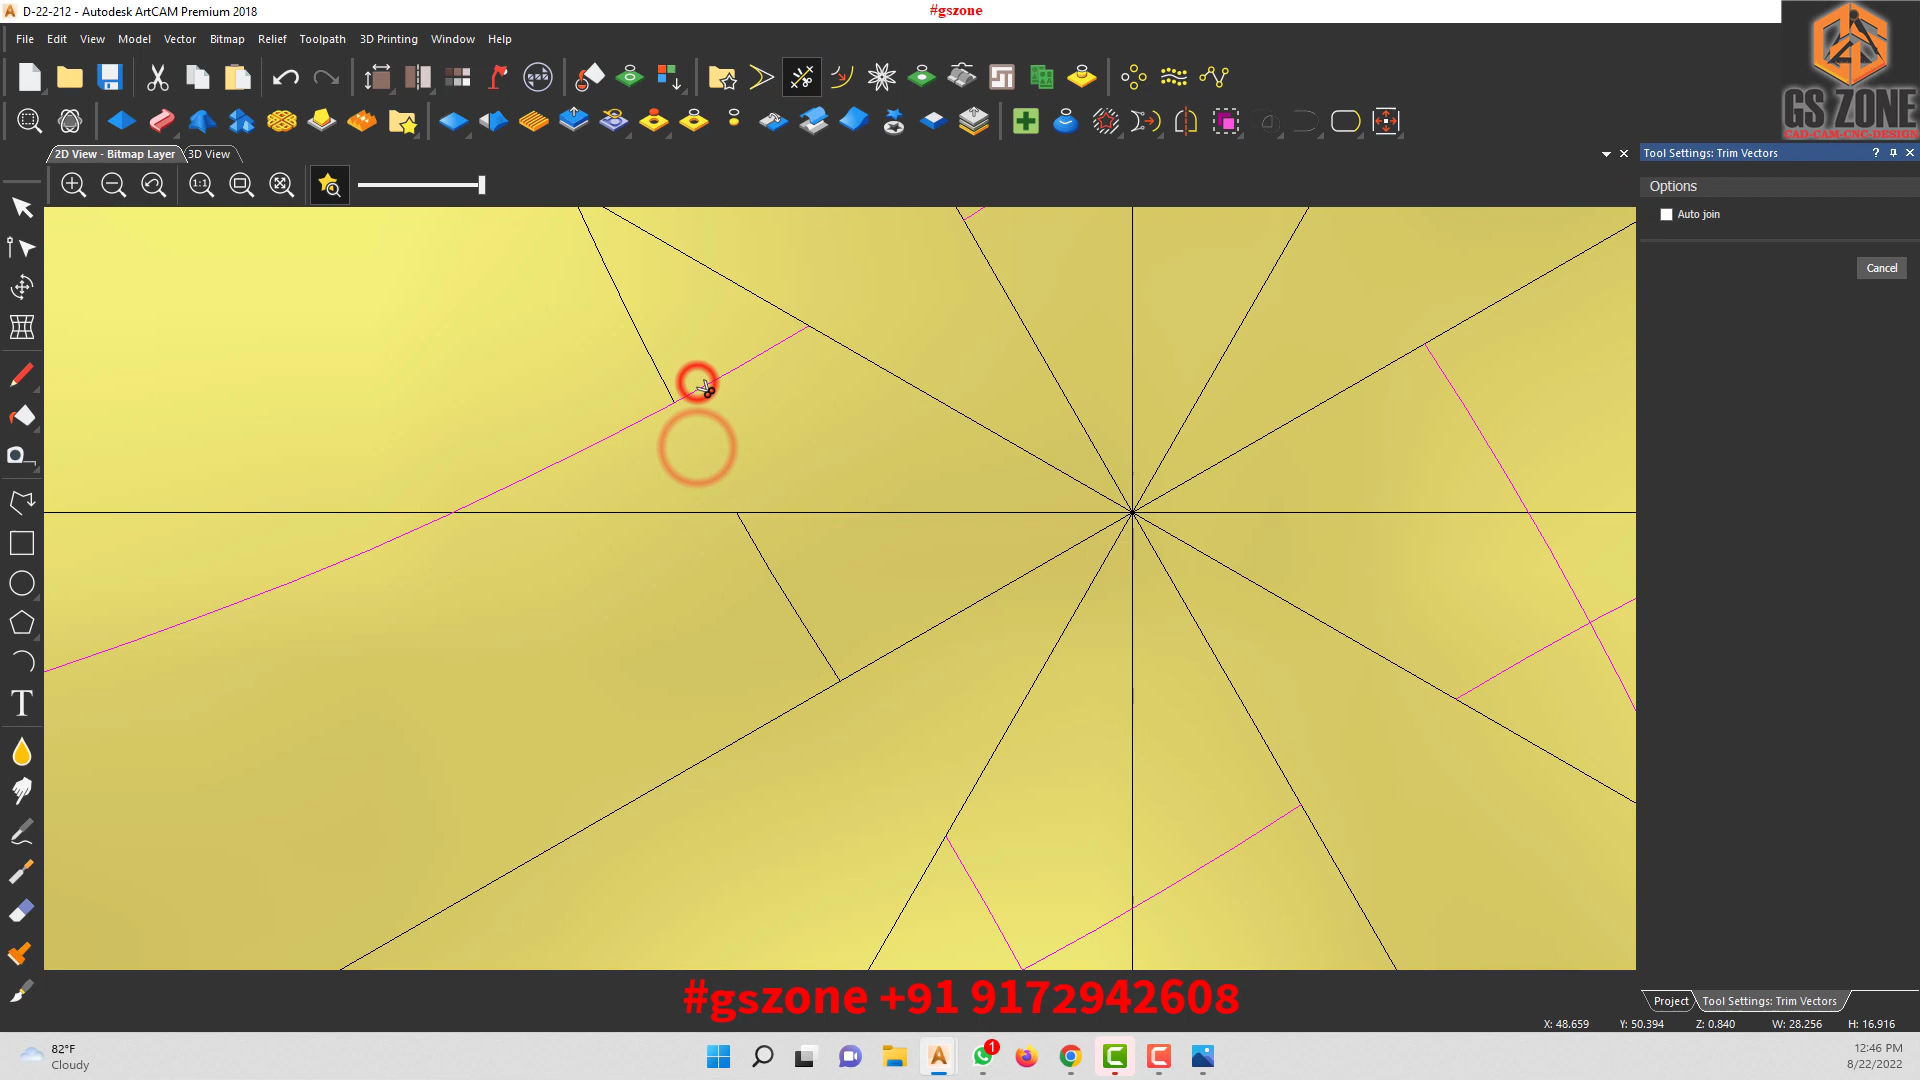 D-22-212 - Autodesk ArtCAM Premium 2018
#gszone
File Edit View Model Vector Bitmap Relief Toolpath 3D Printing Window Help
GS ZONE
CAD-CAM-CNC-DESIGN
2D View - Bitmap Layer 3D View
Tool Settings: Trim Vectors
1:1
Options
Auto join
Cancel
T
#gszone +91 9172942608
Project Tool Settings: Trim Vectors
X: 48.659 Y: 50.394 Z: 0.840 W: 28.256 H: 16.916
82°F
Cloudy
1
12:46 PM
8/22/2022